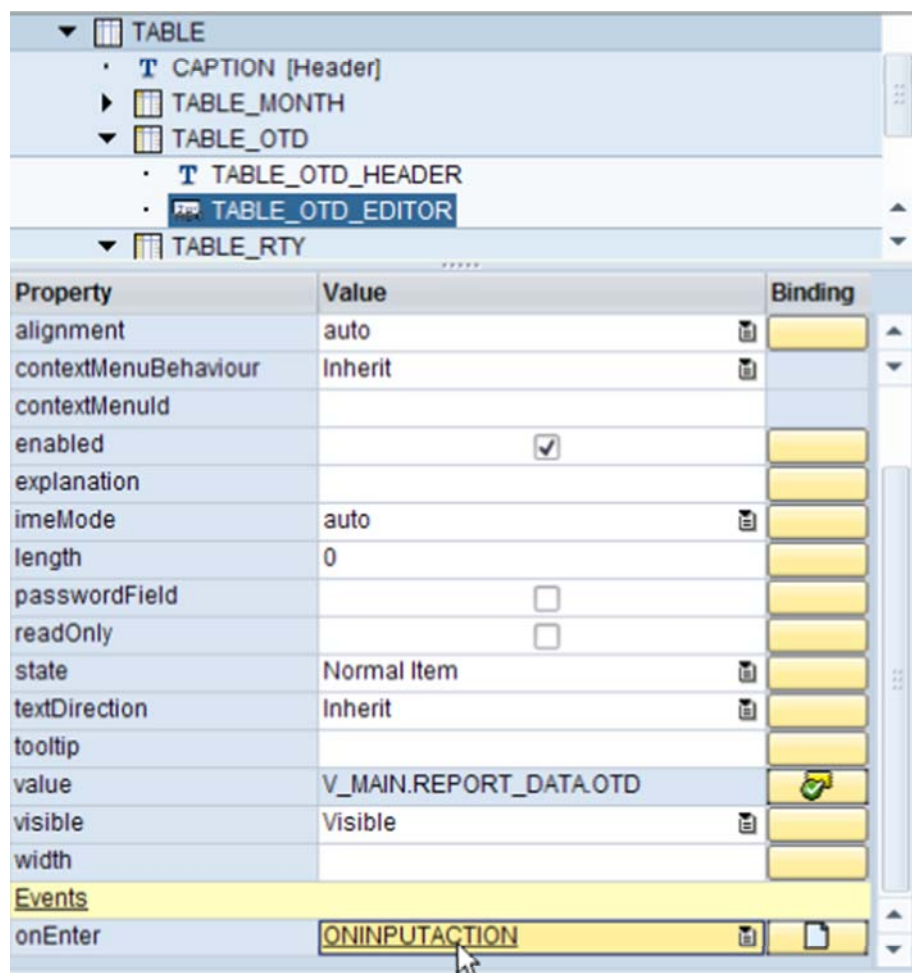 TABLE
T CAPTION [Header]
TABLE_MONTH
TABLE_OTD
T TABLE_OTD_HEADER
TABLE_OTD_EDITOR
TABLE_RTY
Property Value Binding
alignment auto
contextMenuBehaviour Inherit
contextMenuId
enabled
explanation
imeMode auto
length 0
passwordField
readOnly
state Normal Item
textDirection Inherit
tooltip
value V_MAIN.REPORT_DATA.OTD
visible Visible
width
Events
onEnter ONINPUTACTION